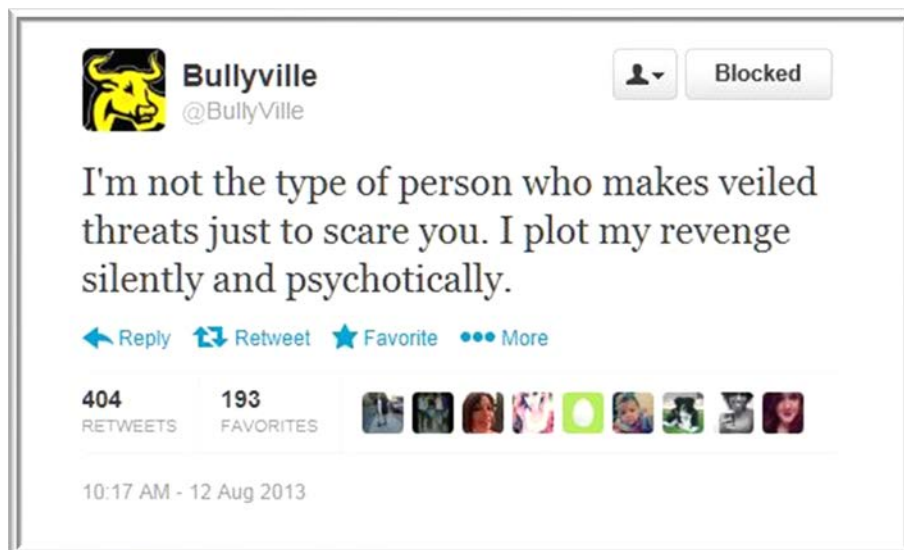 Bullyville
@BullyVille
Blocked
I'm not the type of person who makes veiled
threats just to scare you. I plot my revenge
silently and psychotically.
Reply Retweet Favorite More
404 193
RETWEETS FAVORITES
10:17 AM - 12 Aug 2013